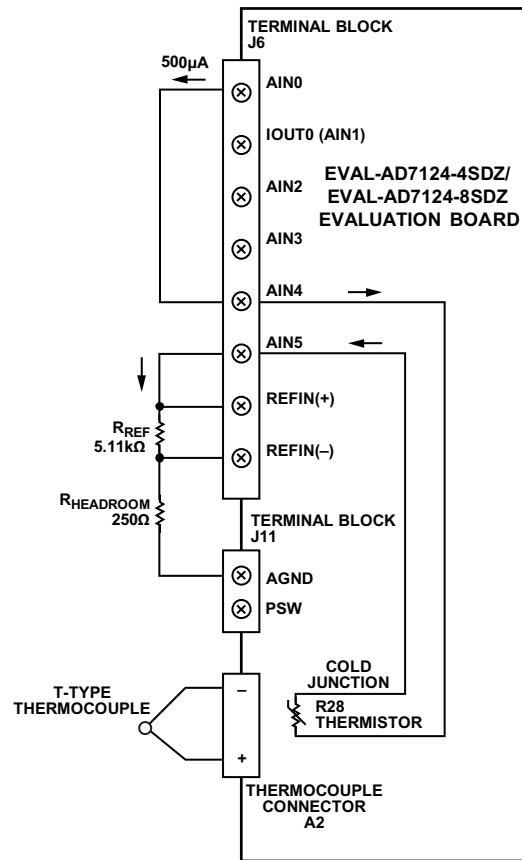 TERMINAL BLOCK
J6
500µA
AIN0
IOUT0 (AIN1)
EVAL-AD7124-4SDZ/
EVAL-AD7124-8SDZ
EVALUATION BOARD
AIN2
AIN3
AIN4
AIN5
REFIN(+)
RREF
5.11kΩ
REFIN(–)
RHEADROOM
250Ω
TERMINAL BLOCK
J11
AGND
PSW
COLD
JUNCTION
R28
THERMISTOR
T-TYPE
THERMOCOUPLE
–
+
THERMOCOUPLE
CONNECTOR
A2